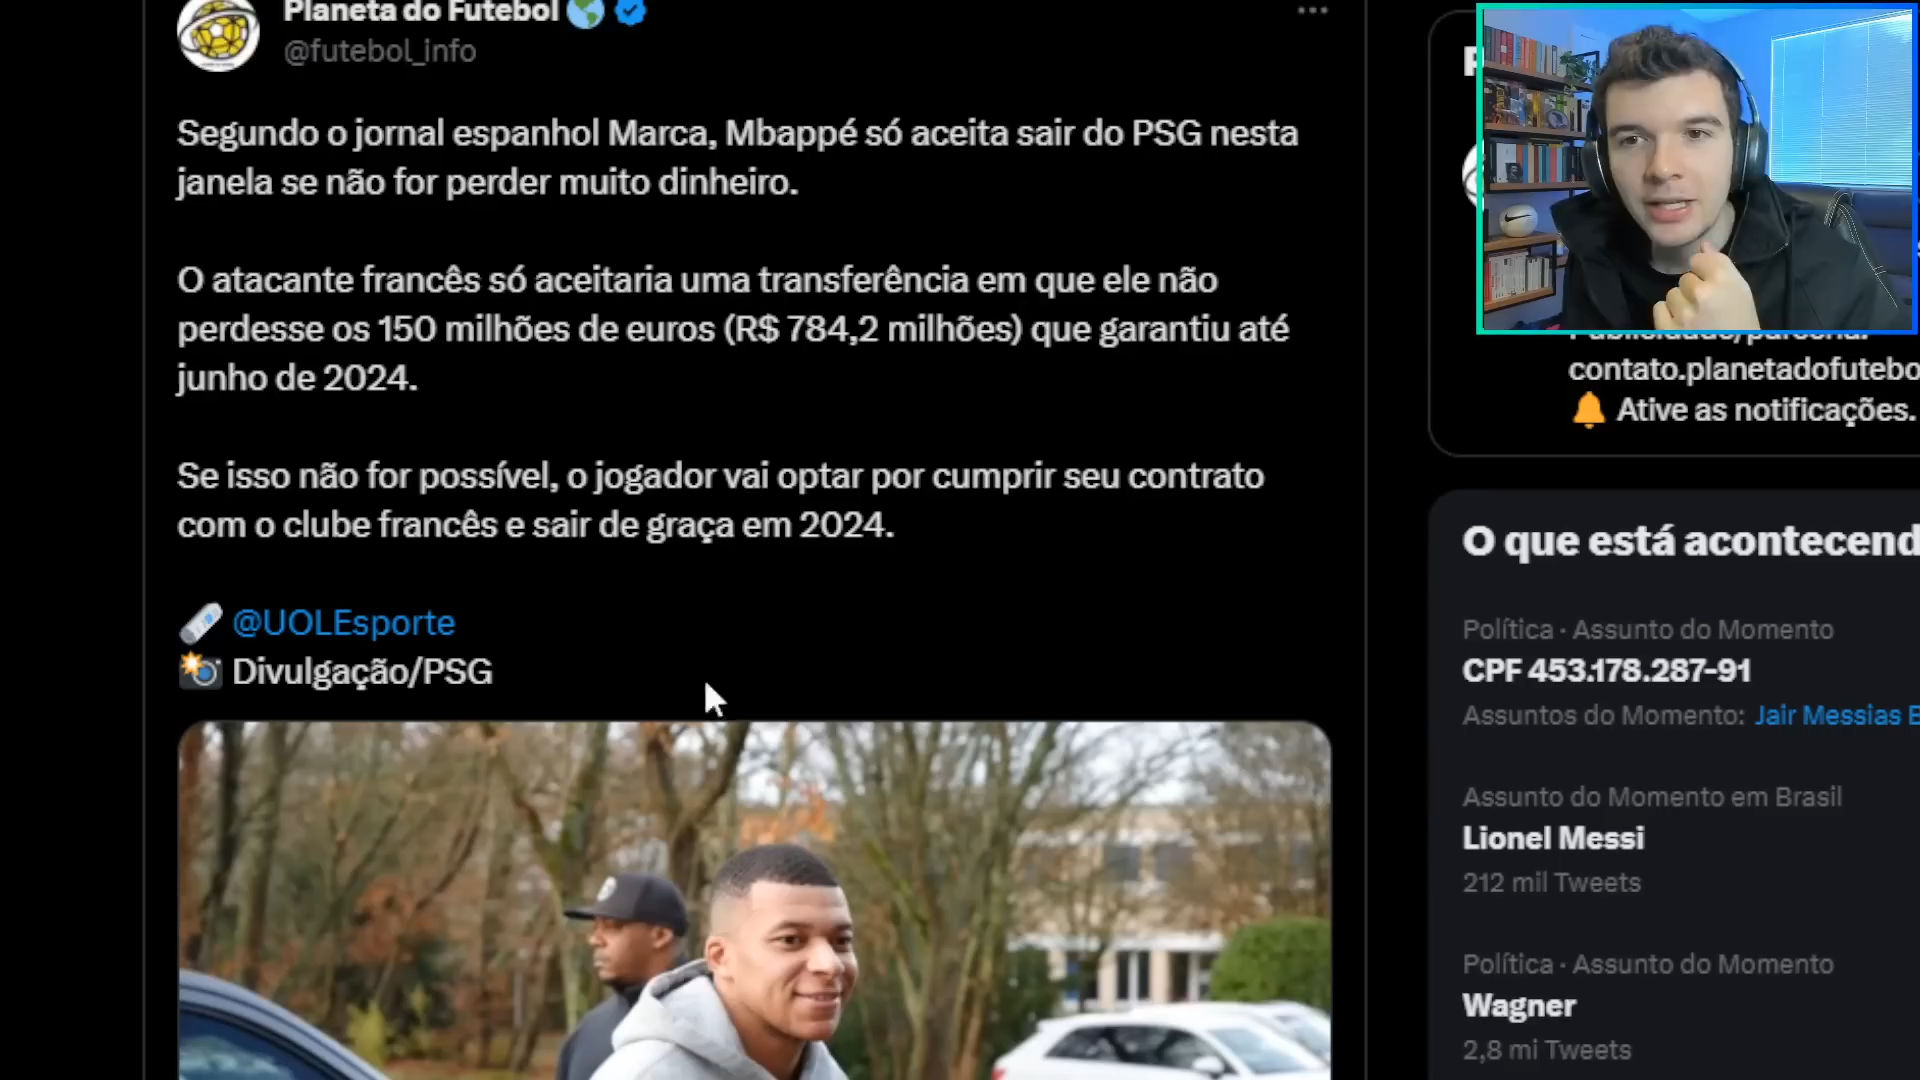 Planeta do Futebol
@futebol_info
Segundo o jornal espanhol Marca, Mbappé só aceita sair do PSG nesta
janela se não for perder muito dinheiro.
O atacante francês só aceitaria uma transferência em que ele não
perdesse os 150 milhões de euros (R$ 784,2 milhões) que garantiu até
junho de 2024.
Se isso não for possível, o jogador vai optar por cumprir seu contrato
com o clube francês e sair de graça em 2024.
@UOLEsporte
Divulgação/PSG
contato.planetadofutebo
Ative as notificações.
O que está acontecend
Política · Assunto do Momento
CPF 453.178.287-91
Assuntos do Momento: Jair Messias B
Assunto do Momento em Brasil
Lionel Messi
212 mil Tweets
Política · Assunto do Momento
Wagner
2,8 mi Tweets